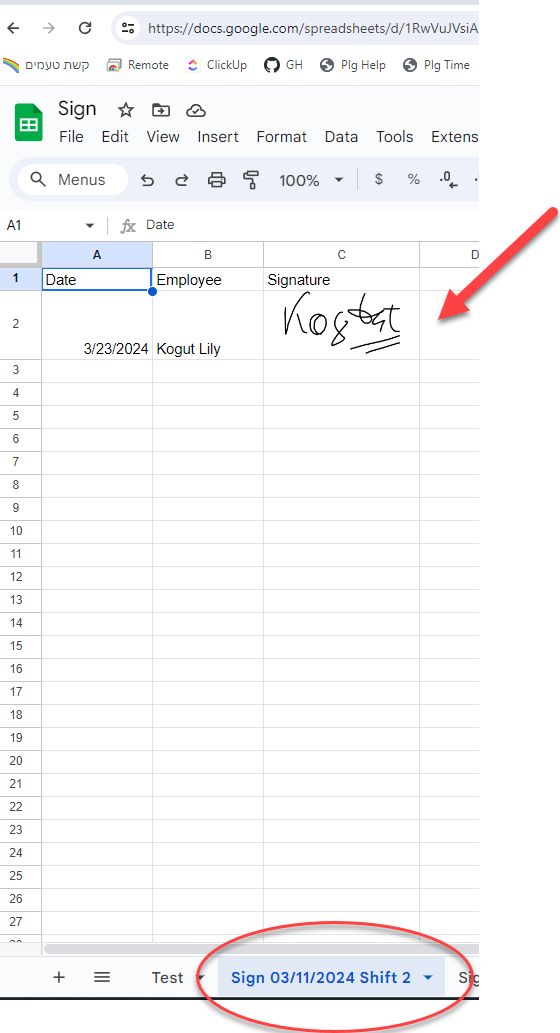 https://docs.google.com/spreadsheets/d/1RwVuJVsiA
קשת טעמים Remote ClickUp GH Plg Help Plg Time
Sign
File Edit View Insert Format Data Tools Extens
Menus 100% $ % .0
A1 fx Date
A B C D
1 Date Employee Signature
2 3/23/2024 Kogut Lily
3
4
5
6
7
8
9
10
11
12
13
14
15
16
17
18
19
20
21
22
23
24
25
26
27
Test Sign 03/11/2024 Shift 2 Sig